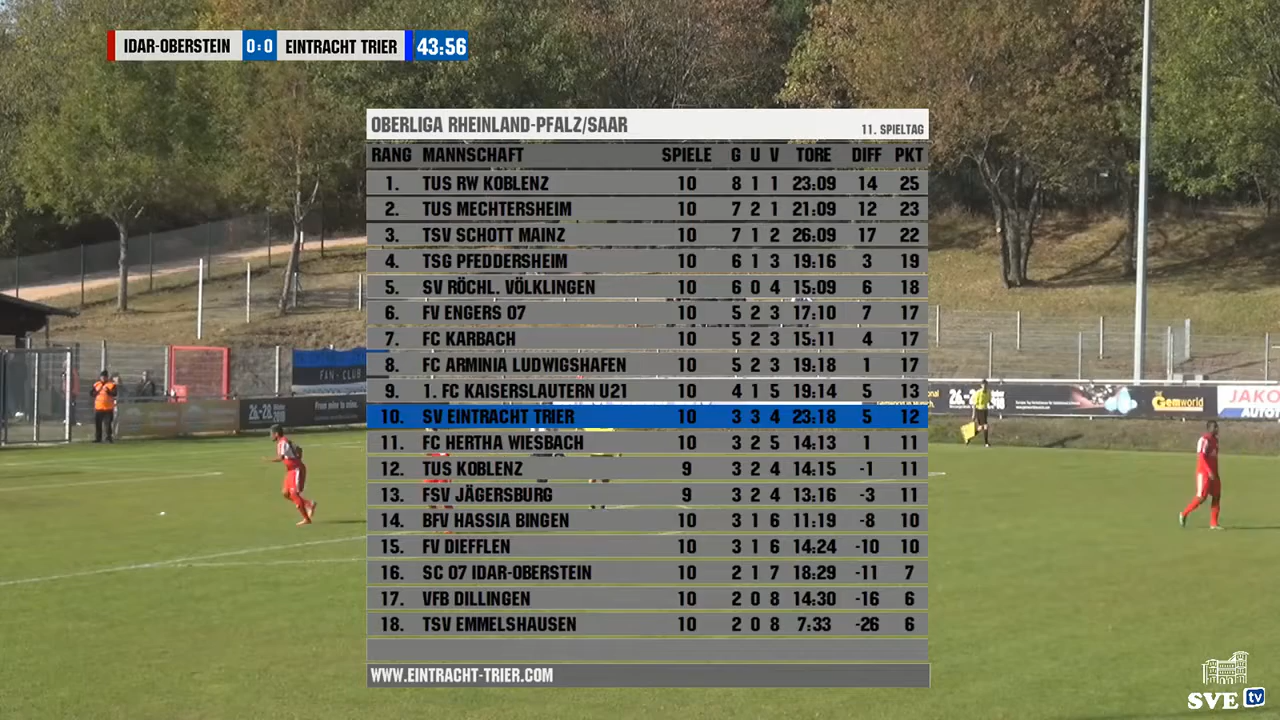 IDAR-OBERSTEIN 0:0 EINTRACHT TRIER 43:56
OBERLIGA RHEINLAND-PFALZ/SAAR 11. SPIELTAG
RANG MANNSCHAFT SPIELE G U V TORE DIFF PKT
1. TUS RW KOBLENZ 10 8 1 1 23:09 14 25
2. TUS MECHTERSHEIM 10 7 2 1 21:09 12 23
3. TSV SCHOTT MAINZ 10 7 1 2 26:09 17 22
4. TSG PFEDDERSHEIM 10 6 1 3 19:16 3 19
5. SV RÖCHL. VÖLKLINGEN 10 6 0 4 15:09 6 18
6. FV ENGERS 07 10 5 2 3 17:10 7 17
7. FC KARBACH 10 5 2 3 15:11 4 17
8. FC ARMINIA LUDWIGSHAFEN 10 5 2 3 19:18 1 17
9. 1. FC KAISERSLAUTERN U21 10 4 1 5 19:14 5 13
10. SV EINTRACHT TRIER 10 3 3 4 23:18 5 12
11. FC HERTHA WIESBACH 10 3 2 5 14:13 1 11
12. TUS KOBLENZ 9 3 2 4 14:15 -1 11
13. FSV JÄGERSBURG 9 3 2 4 13:16 -3 11
14. BFV HASSIA BINGEN 10 3 1 6 11:19 -8 10
15. FV DIEFFLEN 10 3 1 6 14:24 -10 10
16. SC 07 IDAR-OBERSTEIN 10 2 1 7 18:29 -11 7
17. VFB DILLINGEN 10 2 0 8 14:30 -16 6
18. TSV EMMELSHAUSEN 10 2 0 8 7:33 -26 6
WWW.EINTRACHT-TRIER.COM
FAN-CLUB
26.-28.
26.-28.
Gemworld
JAKO
SVE tv